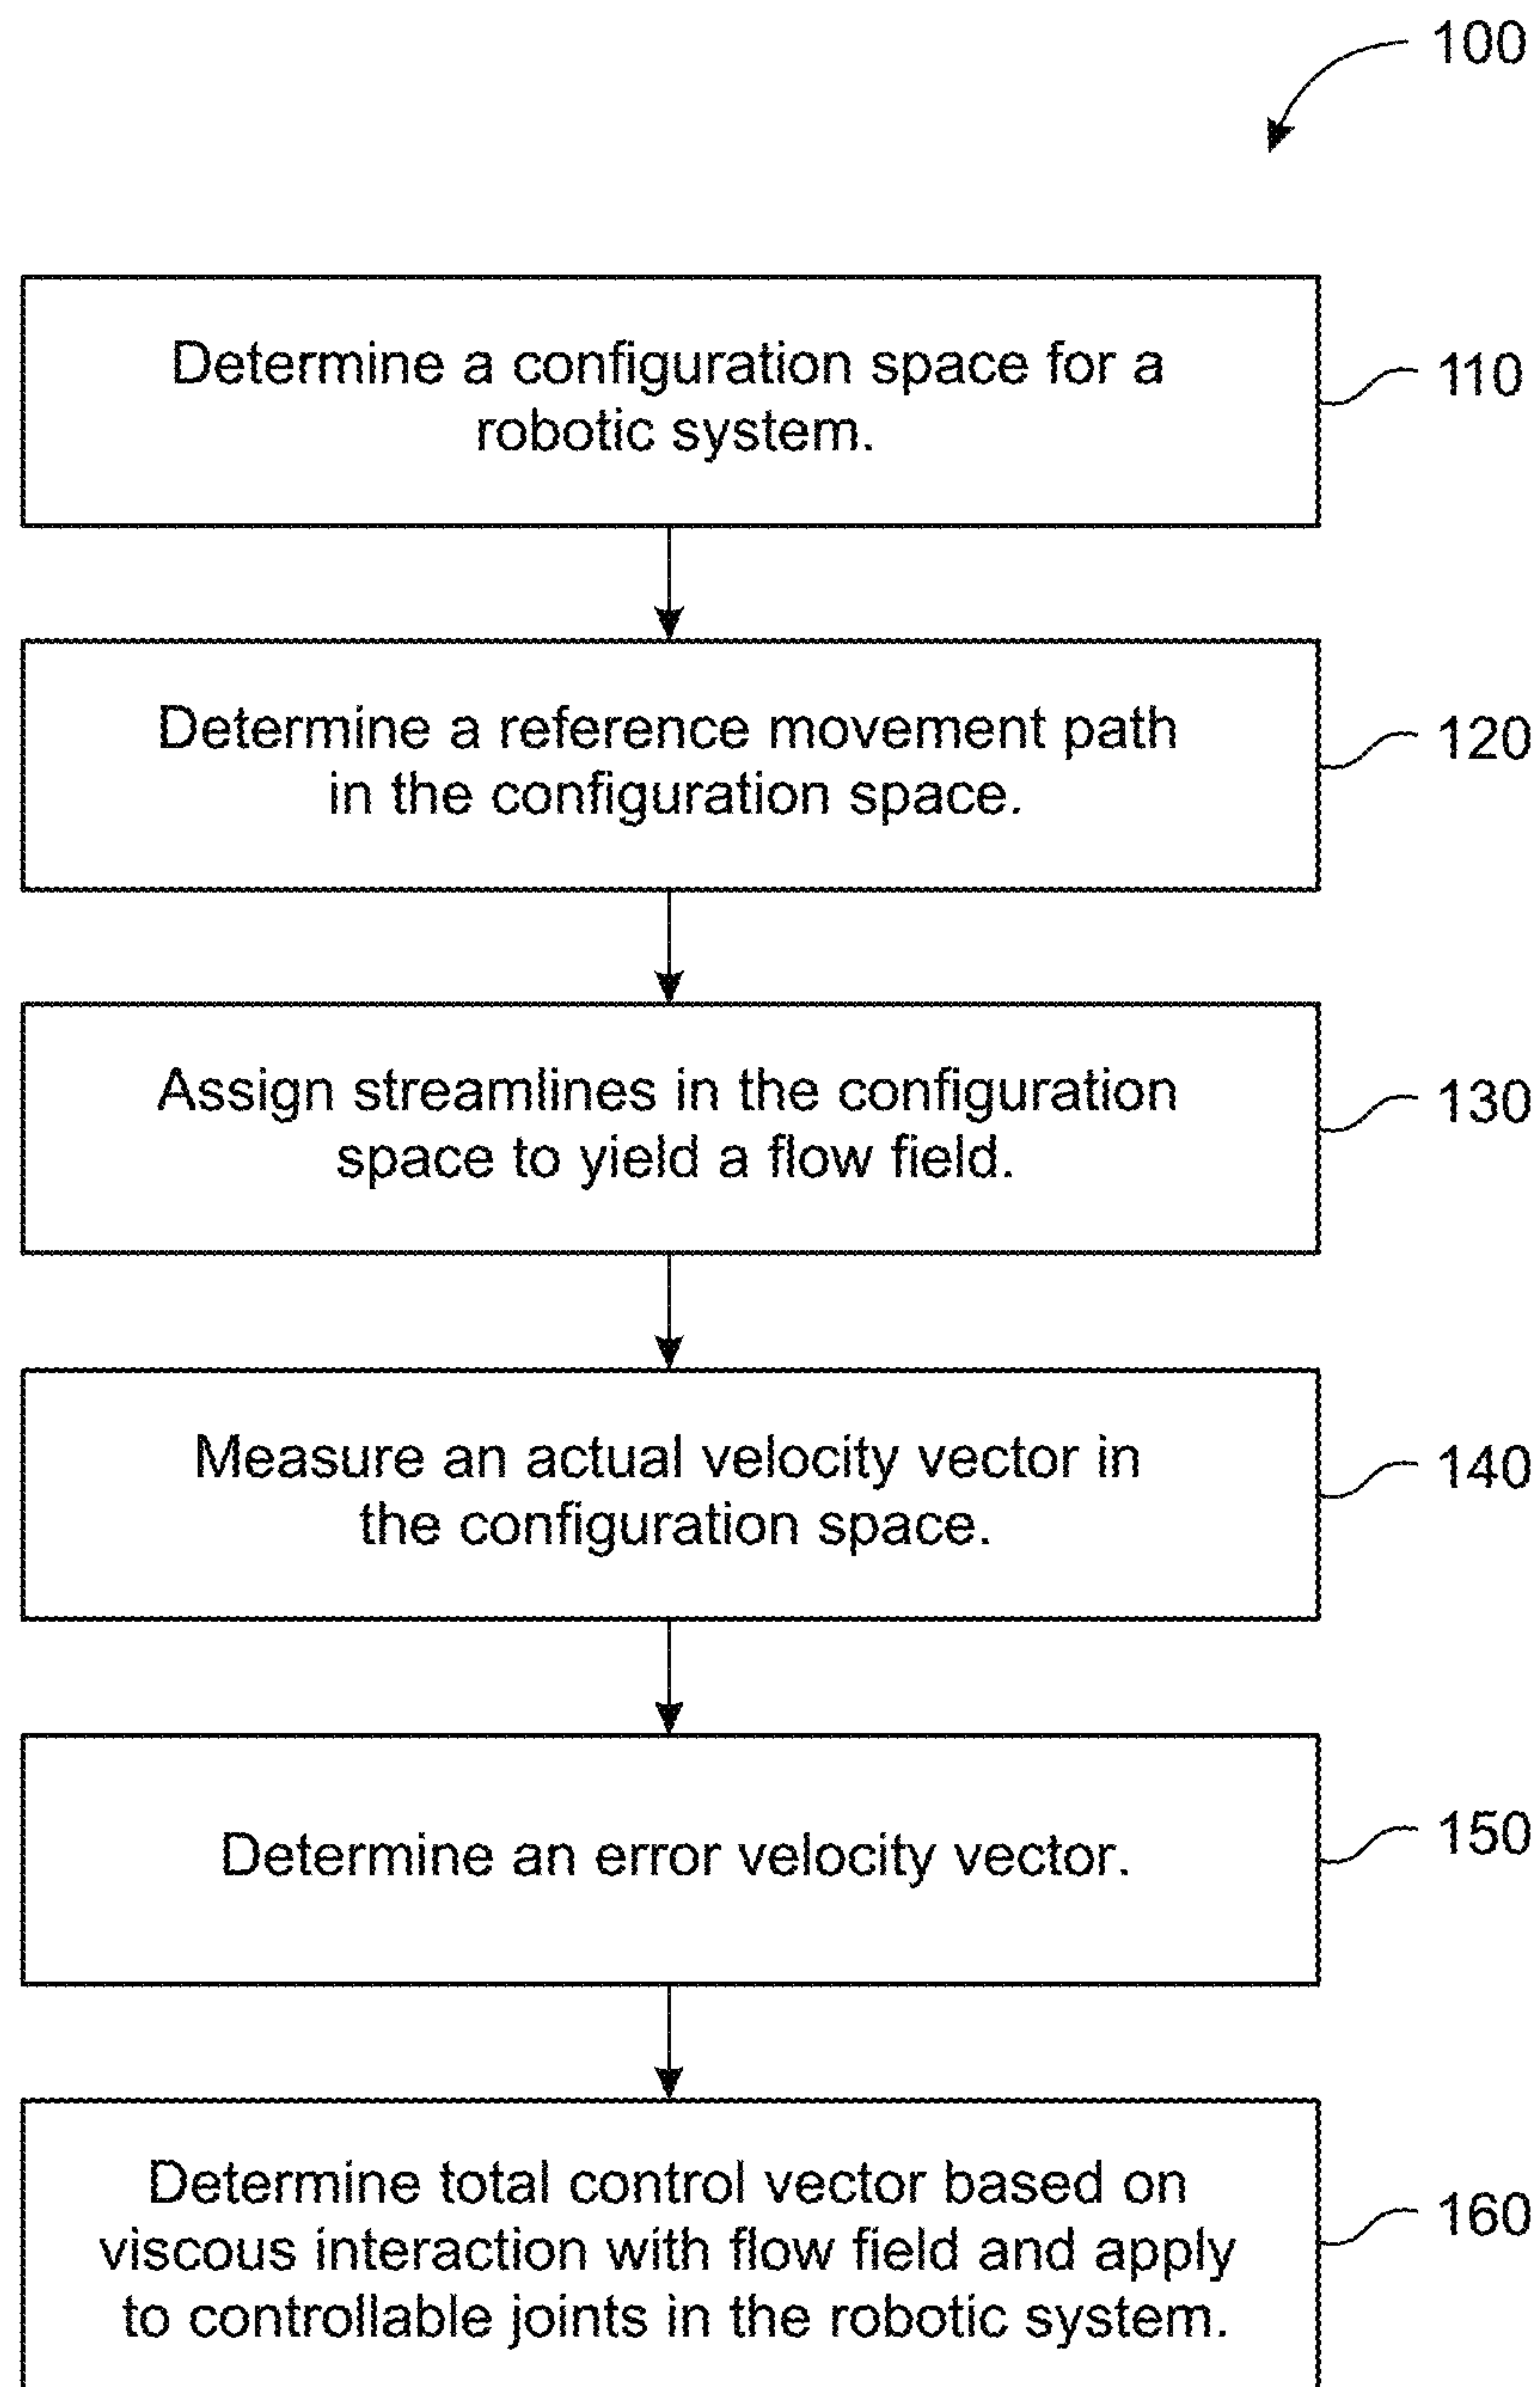 100
Determine a configuration space for a
robotic system.
110
Determine a reference movement path
in the configuration space.
120
Assign streamlines in the configuration
space to yield a flow field.
130
Measure an actual velocity vector in
the configuration space.
140
Determine an error velocity vector.
150
Determine total control vector based on
viscous interaction with flow field and apply
to controllable joints in the robotic system.
160